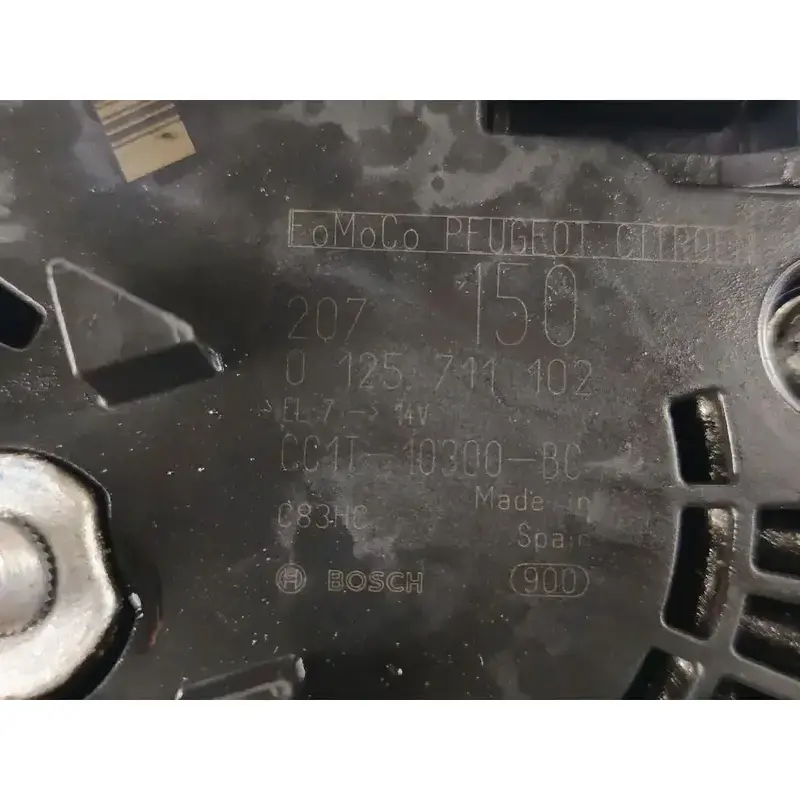 FoMoCo PEUGEOT CITROEN
207 150
0 125 711 102
EL 7 -> 14V
CC1T-10300-BC
C83HC Made in
Spain
BOSCH 900